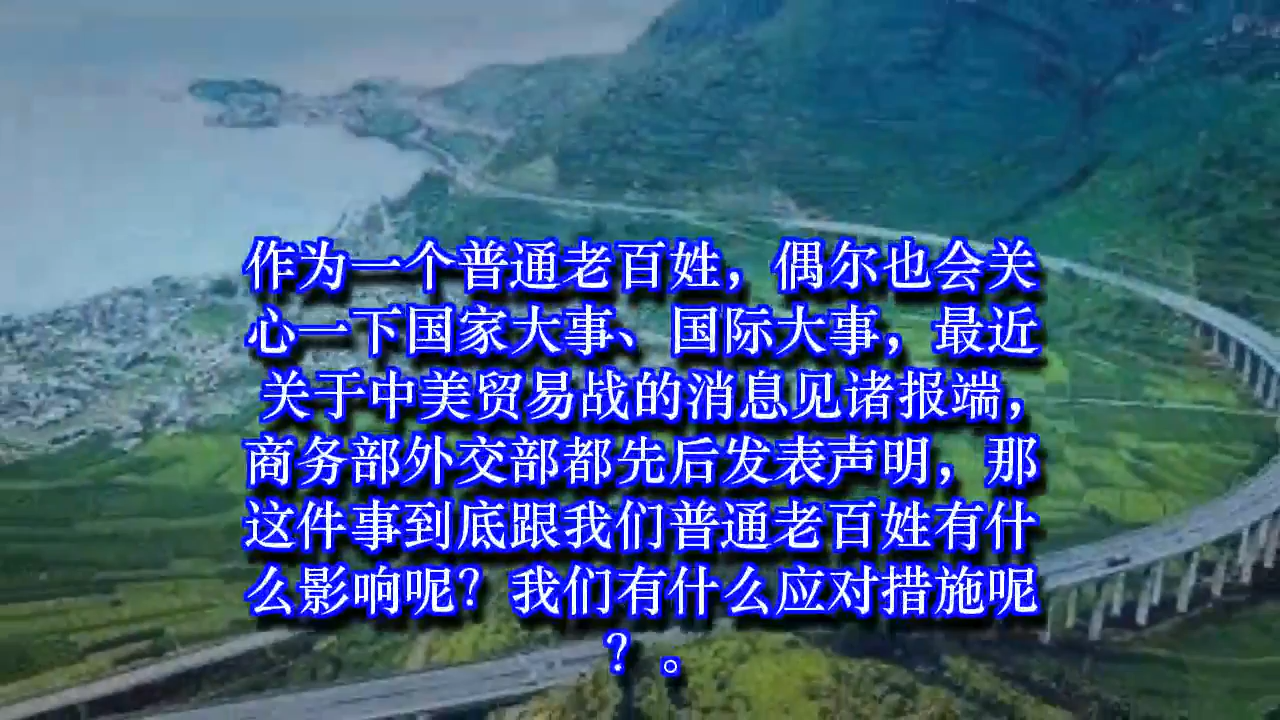 作为一个普通老百姓，偶尔也会关
心一下国家大事、国际大事，最近
关于中美贸易战的消息见诸报端，
商务部外交部都先后发表声明，那
这件事到底跟我们普通老百姓有什
么影响呢？我们有什么应对措施呢
？。